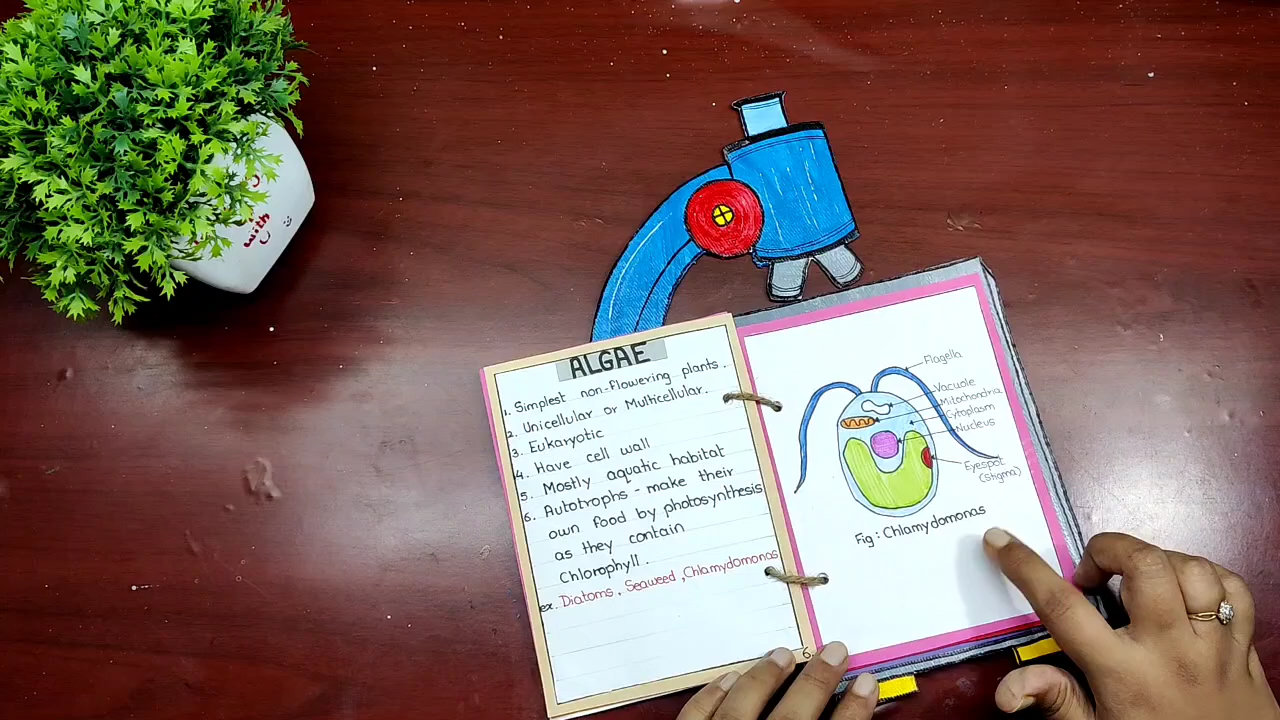 with
ALGAE
1. Simplest non-flowering plants.
2. Unicellular or Multicellular.
3. Eukaryotic
4. Have cell wall
5. Mostly aquatic habitat
6. Autotrophs - make their
own food by photosynthesis
as they contain
Chlorophyll.
ex. Diatoms, Seaweed, Chlamydomonas
6.
Flagella
Vacuole
Mitochondria
Cytoplasm
Nucleus
Eyespot
(Stigma)
Fig : Chlamydomonas